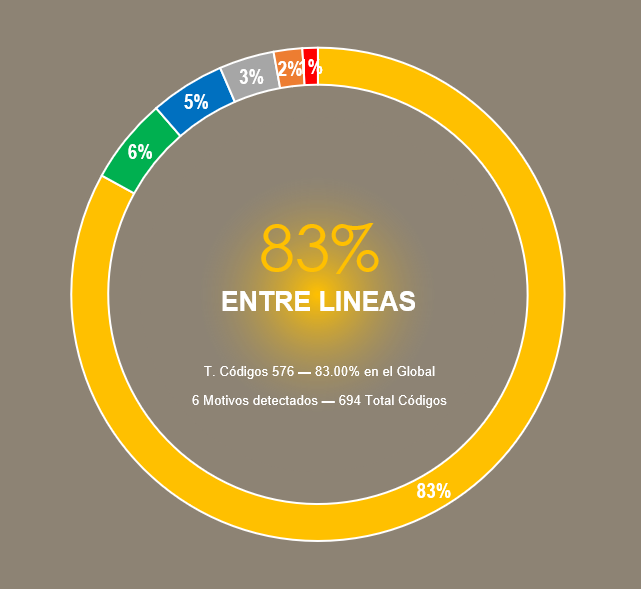 2%
1%
3%
5%
6%
83%
ENTRE LINEAS
T. Códigos 576 — 83.00% en el Global
6 Motivos detectados — 694 Total Códigos
83%